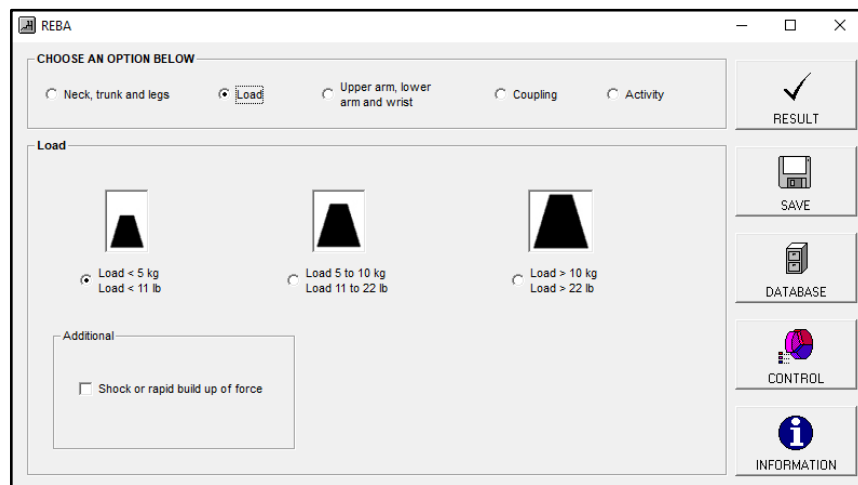 REBA
CHOOSE AN OPTION BELOW
Neck, trunk and legs
Load
Upper arm, lower
arm and wrist
Coupling
Activity
RESULT
Load
SAVE
Load < 5 kg
Load < 11 lb
Load 5 to 10 kg
Load 11 to 22 lb
Load > 10 kg
Load > 22 lb
DATABASE
Additional
Shock or rapid build up of force
CONTROL
INFORMATION